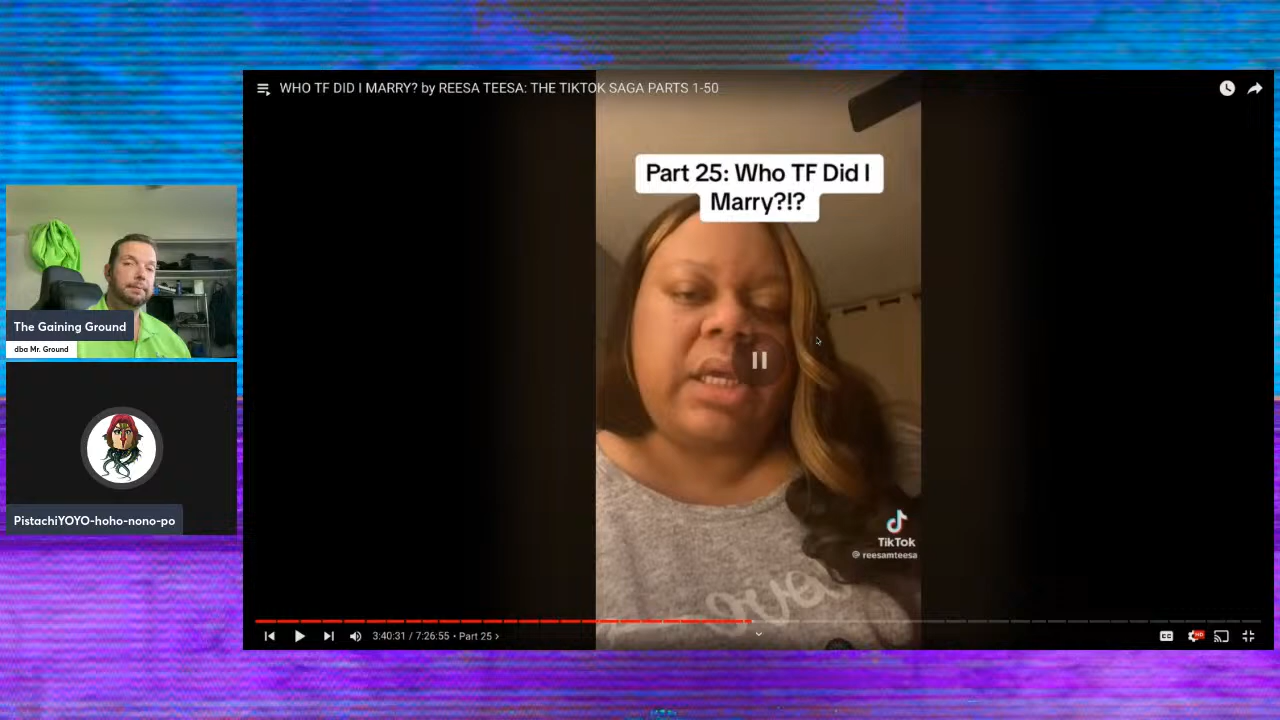 WHO TF DID I MARRY? by REESA TEESA: THE TIKTOK SAGA PARTS 1-50
Part 25: Who TF Did I
Marry?!?
The Gaining Ground
dba Mr. Ground
PistachiYOYO-hoho-nono-po
TikTok
@reesamteesa
3:40:31 / 7:26:55 • Part 25 ›
CC
HD